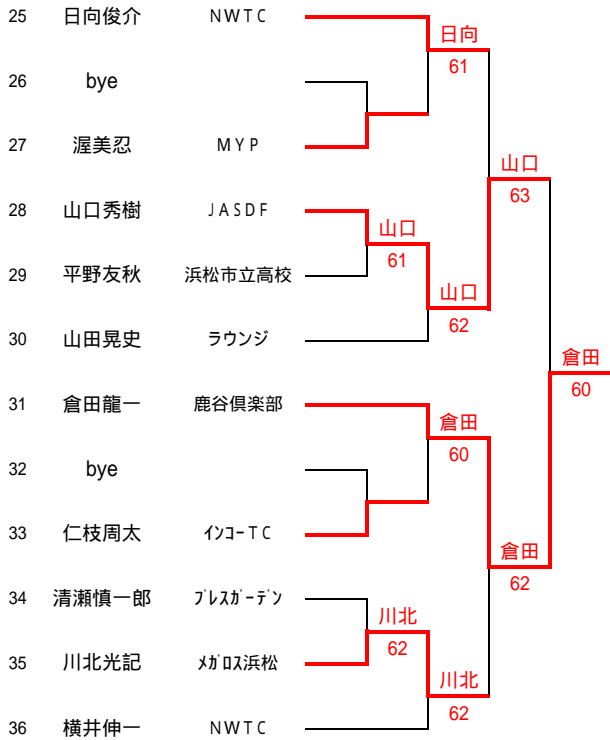 25 日向俊介 NWTC
日向
61
26 bye
27 渥美忍 MYP
山口
63
28 山口秀樹 JASDF
山口
61
29 平野友秋 浜松市立高校
山口
62
30 山田晃史 ラウンジ
倉田
60
31 倉田龍一 鹿谷倶楽部
倉田
60
32 bye
33 仁枝周太 インコーTC
倉田
62
34 清瀬慎一郎 プレスガーデン
川北
62
35 川北光記 メガロス浜松
川北
62
36 横井伸一 NWTC